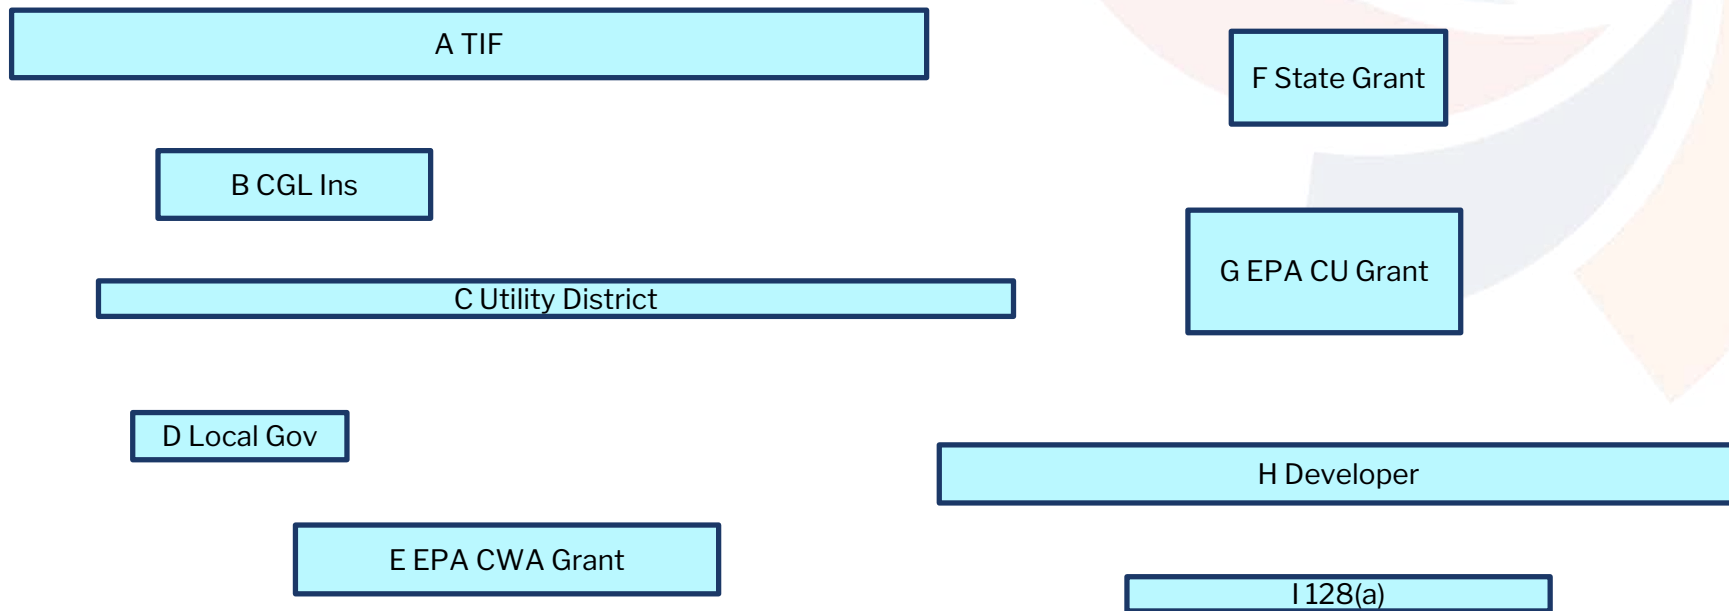 A TIF
B CGL Ins
C Utility District
D Local Gov
E EPA CWA Grant
F State Grant
G EPA CU Grant
H Developer
I 128(a)